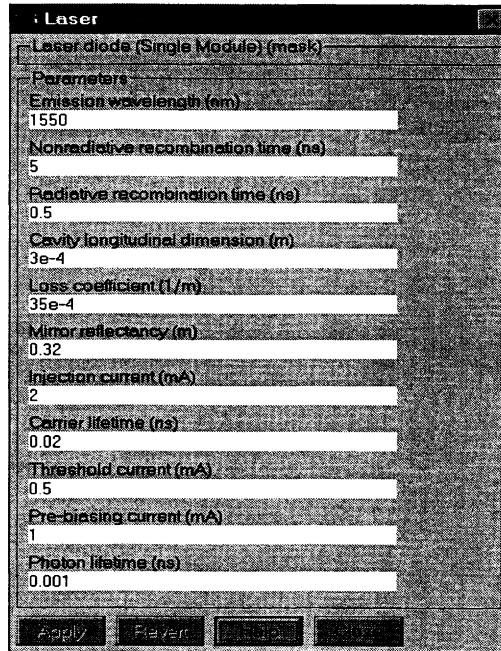 Laser
Laser diode (Single Module) (mask)
Parameters
Emission wavelength (nm)
1550
Nonradiative recombination time (ns)
5
Radiative recombination time (ns)
0.5
Cavity longitudinal dimension (m)
3e-4
Loss coefficient (1/m)
35e-4
Mirror reflectancy (m)
0.32
Injection current (mA)
2
Carrier lifetime (ns)
0.02
Threshold current (mA)
0.5
Pre-biasing current (mA)
1
Photon lifetime (ns)
0.001
Apply Revert Help